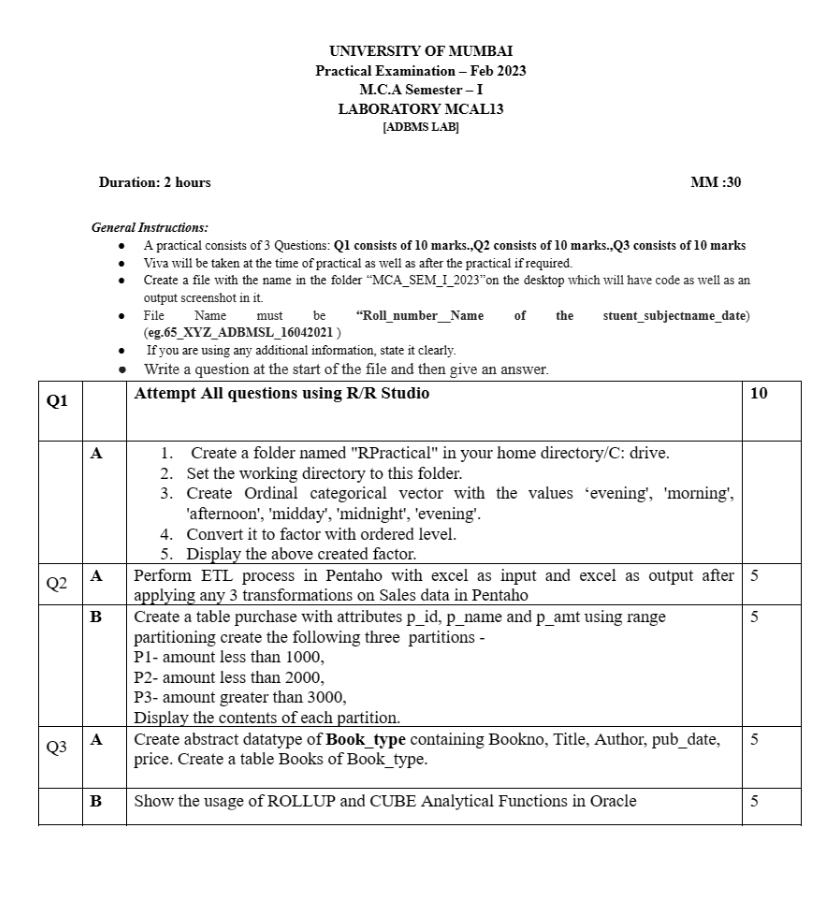 UNIVERSITY OF MUMBAI
Practical Examination – Feb 2023
M.C.A Semester – I
LABORATORY MCAL13
[ADBMS LAB]
Duration: 2 hours MM :30
General Instructions:
• A practical consists of 3 Questions: Q1 consists of 10 marks.,Q2 consists of 10 marks.,Q3 consists of 10 marks
• Viva will be taken at the time of practical as well as after the practical if required.
• Create a file with the name in the folder “MCA_SEM_I_2023”on the desktop which will have code as well as an
output screenshot in it.
• File Name must be “Roll_number__Name of the stuent_subjectname_date)
(eg.65_XYZ_ADBMSL_16042021 )
• If you are using any additional information, state it clearly.
• Write a question at the start of the file and then give an answer.
Q1 Attempt All questions using R/R Studio 10
A 1. Create a folder named "RPractical" in your home directory/C: drive.
2. Set the working directory to this folder.
3. Create Ordinal categorical vector with the values ‘evening', 'morning',
'afternoon', 'midday', 'midnight', 'evening'.
4. Convert it to factor with ordered level.
5. Display the above created factor.
Q2 A Perform ETL process in Pentaho with excel as input and excel as output after 5
applying any 3 transformations on Sales data in Pentaho
B Create a table purchase with attributes p_id, p_name and p_amt using range 5
partitioning create the following three partitions -
P1- amount less than 1000,
P2- amount less than 2000,
P3- amount greater than 3000,
Display the contents of each partition.
Q3 A Create abstract datatype of Book_type containing Bookno, Title, Author, pub_date, 5
price. Create a table Books of Book_type.
B Show the usage of ROLLUP and CUBE Analytical Functions in Oracle 5